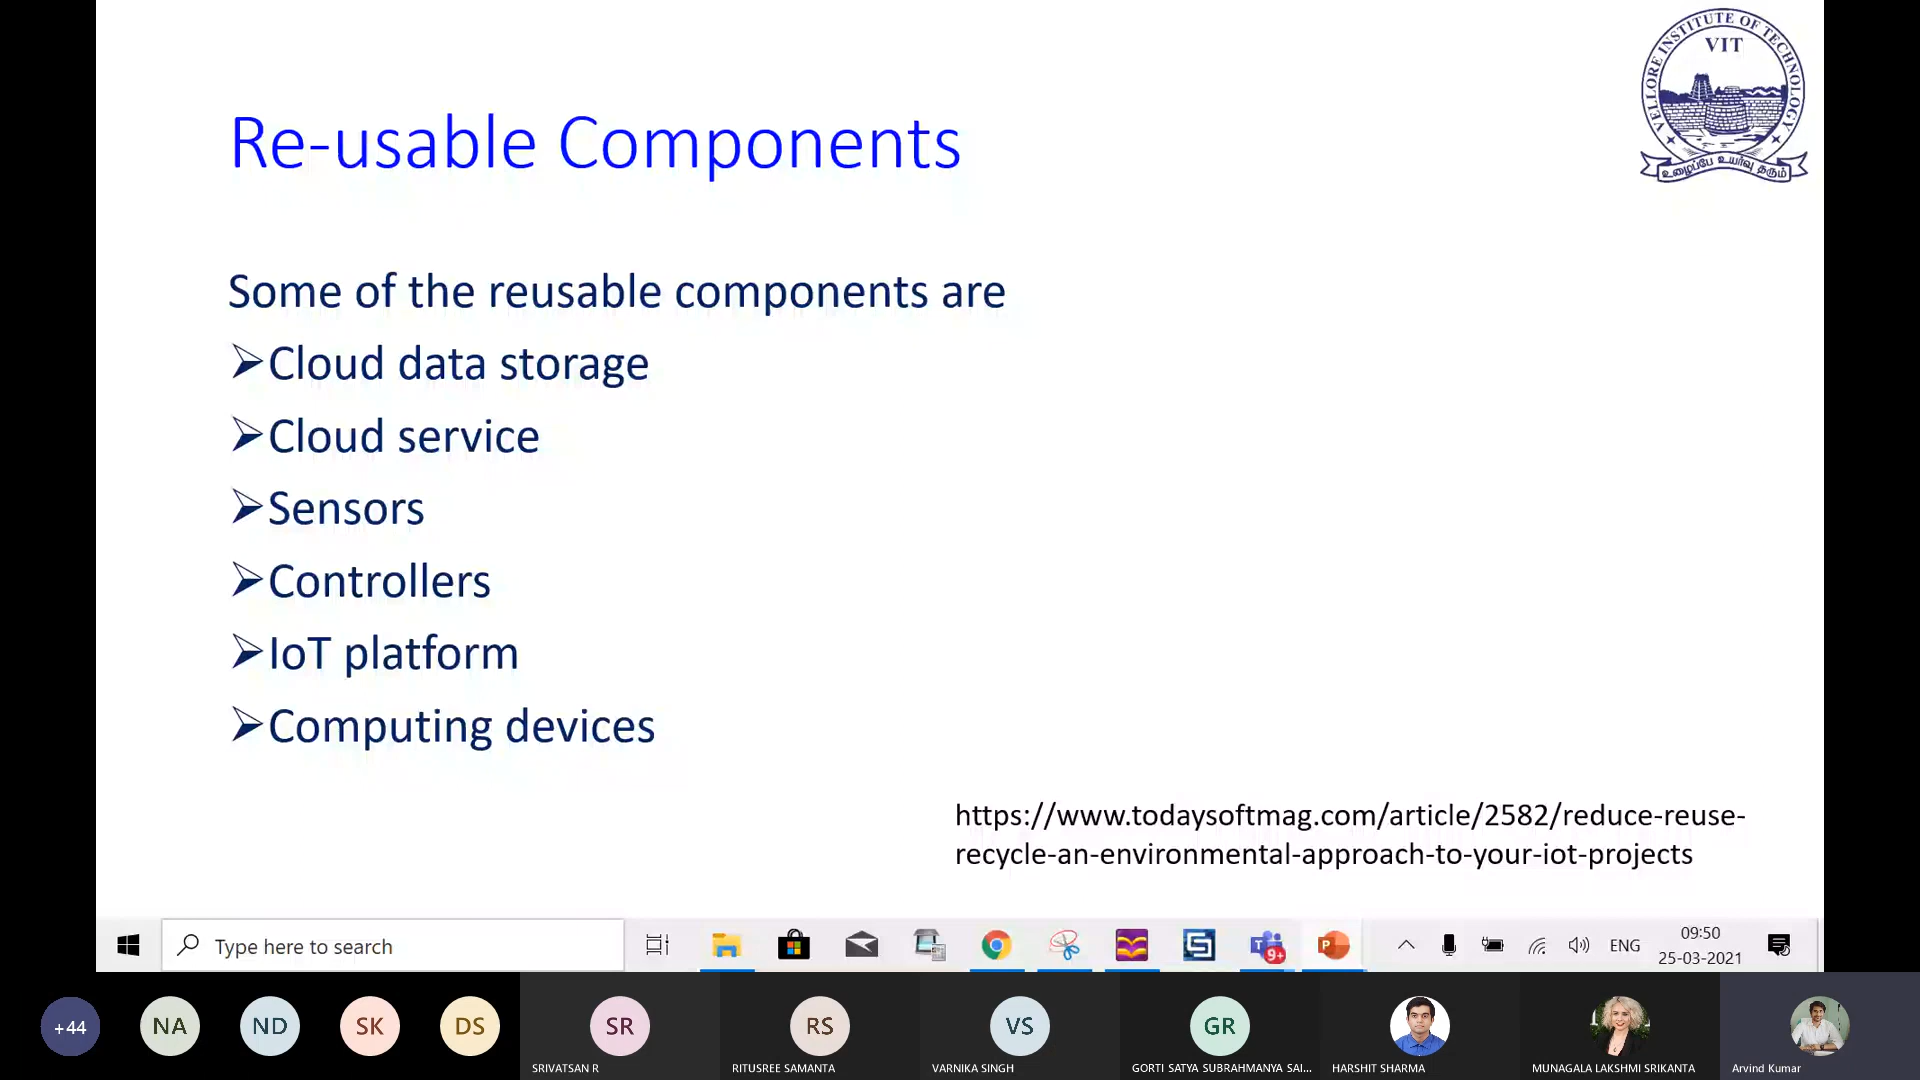 VELLORE INSTITUTE OF TECHNOLOGY
VIT
உழைப்பே உயர்வு தரும்
Re-usable Components
Some of the reusable components are
➢Cloud data storage
➢Cloud service
➢Sensors
➢Controllers
➢IoT platform
➢Computing devices
https://www.todaysoftmag.com/article/2582/reduce-reuse-
recycle-an-environmental-approach-to-your-iot-projects
Type here to search
9+
ENG
09:50
25-03-2021
+44
NA
ND
SK
DS
SR
RS
VS
GR
SRIVATSAN R
RITUSREE SAMANTA
VARNIKA SINGH
GORTI SATYA SUBRAHMANYA SAI...
HARSHIT SHARMA
MUNAGALA LAKSHMI SRIKANTA
Arvind Kumar